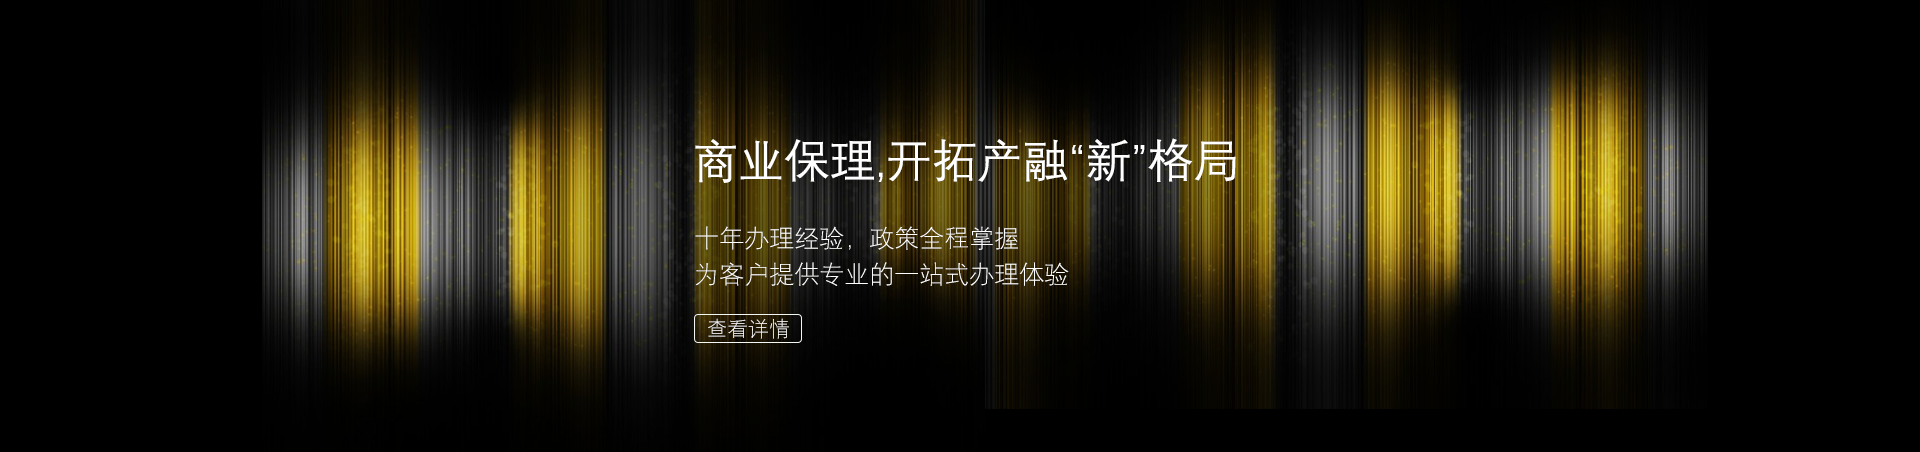 商业保理,开拓产融“新”格局
十年办理经验，政策全程掌握
为客户提供专业的一站式办理体验
查看详情